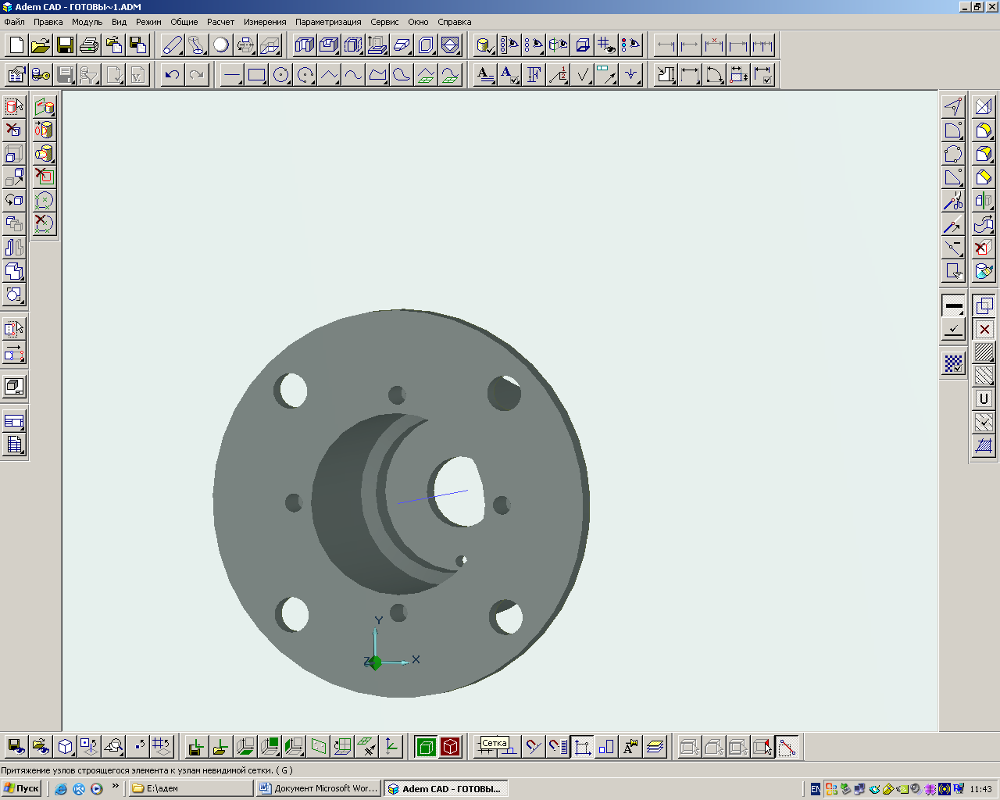 Adem CAD - ГОТОВЫ~1.ADM
Файл Правка Модуль Вид Режим Общие Расчет Измерения Параметризация Сервис Окно Справка
Y
Z X
Сетка
Притяжение узлов строящегося элемента к узлам невидимой сетки. ( G )
Пуск » E:\адем Документ Microsoft Wor... Adem CAD - ГОТОВЫ... EN 11:43